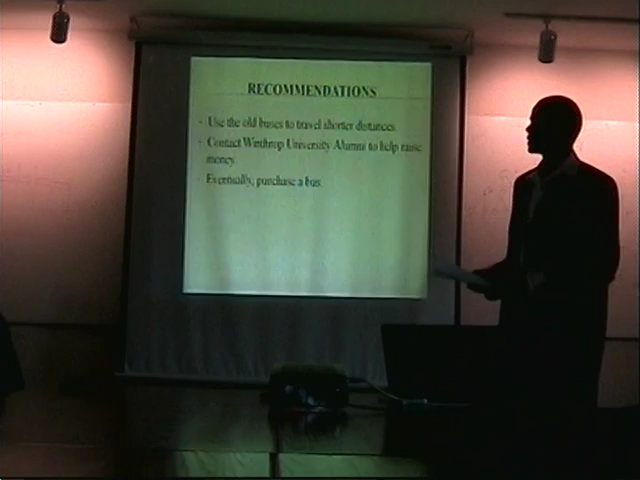 RECOMMENDATIONS
· Use the old buses to travel shorter distances.
· Contact Winthrop University Alumni to help raise
money.
· Eventually, purchase a bus.